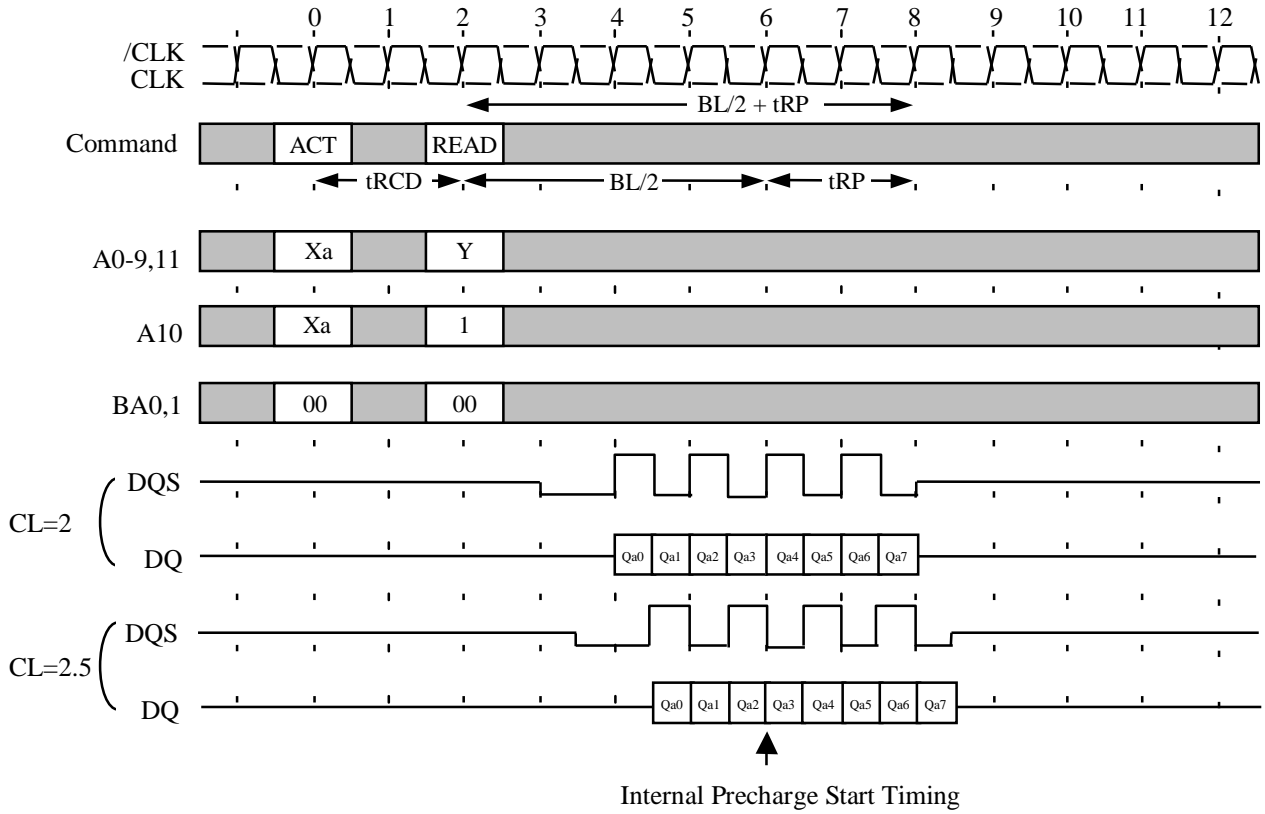 0 1 2 3 4 5 6 7 8 9 10 11 12
/CLK
CLK
BL/2 + tRP
Command ACT READ
tRCD BL/2 tRP
A0-9,11 Xa Y
A10 Xa 1
BA0,1 00 00
DQS
CL=2
DQ Qa0 Qa1 Qa2 Qa3 Qa4 Qa5 Qa6 Qa7
DQS
CL=2.5
DQ Qa0 Qa1 Qa2 Qa3 Qa4 Qa5 Qa6 Qa7
Internal Precharge Start Timing